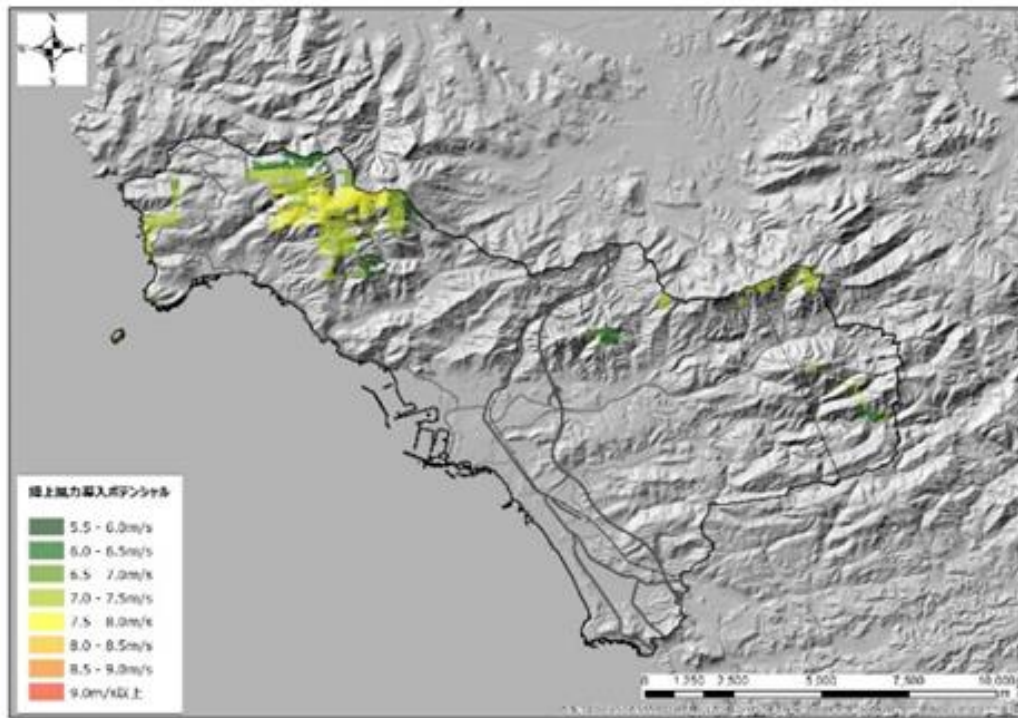 N
W
E
S
陸上風力導入ポテンシャル
5.5 - 6.0m/s
6.0 - 6.5m/s
6.5 - 7.0m/s
7.0 - 7.5m/s
7.5 - 8.0m/s
8.0 - 8.5m/s
8.5 - 9.0m/s
9.0m/s以上
0 1,250 2,500 5,000 7,500 10,000
m